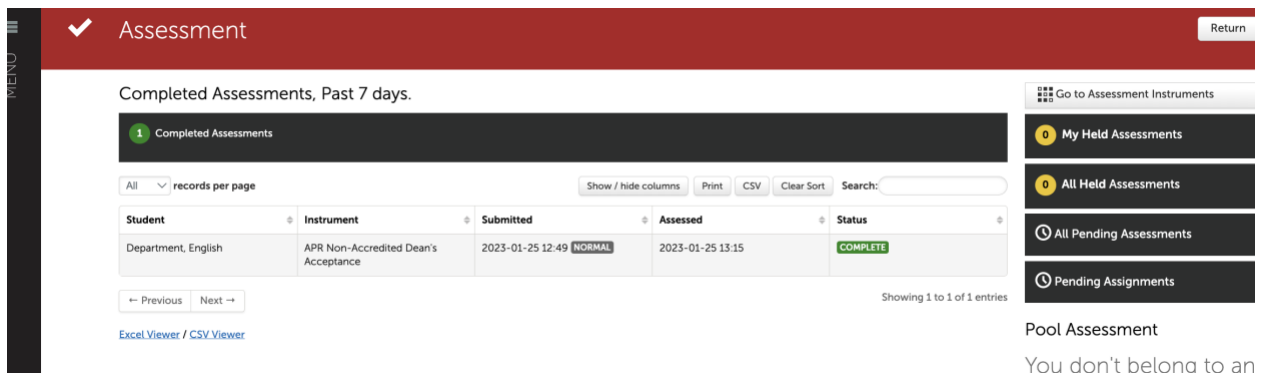 MENU
Assessment
Return
Completed Assessments, Past 7 days.
1 Completed Assessments
All records per page
Show / hide columns Print CSV Clear Sort Search:
Student Instrument Submitted Assessed Status
Department, English APR Non-Accredited Dean's Acceptance 2023-01-25 12:49 NORMAL 2023-01-25 13:15 COMPLETE
← Previous Next →
Showing 1 to 1 of 1 entries
Excel Viewer / CSV Viewer
Go to Assessment Instruments
0 My Held Assessments
0 All Held Assessments
All Pending Assessments
Pending Assignments
Pool Assessment
You don't belong to an